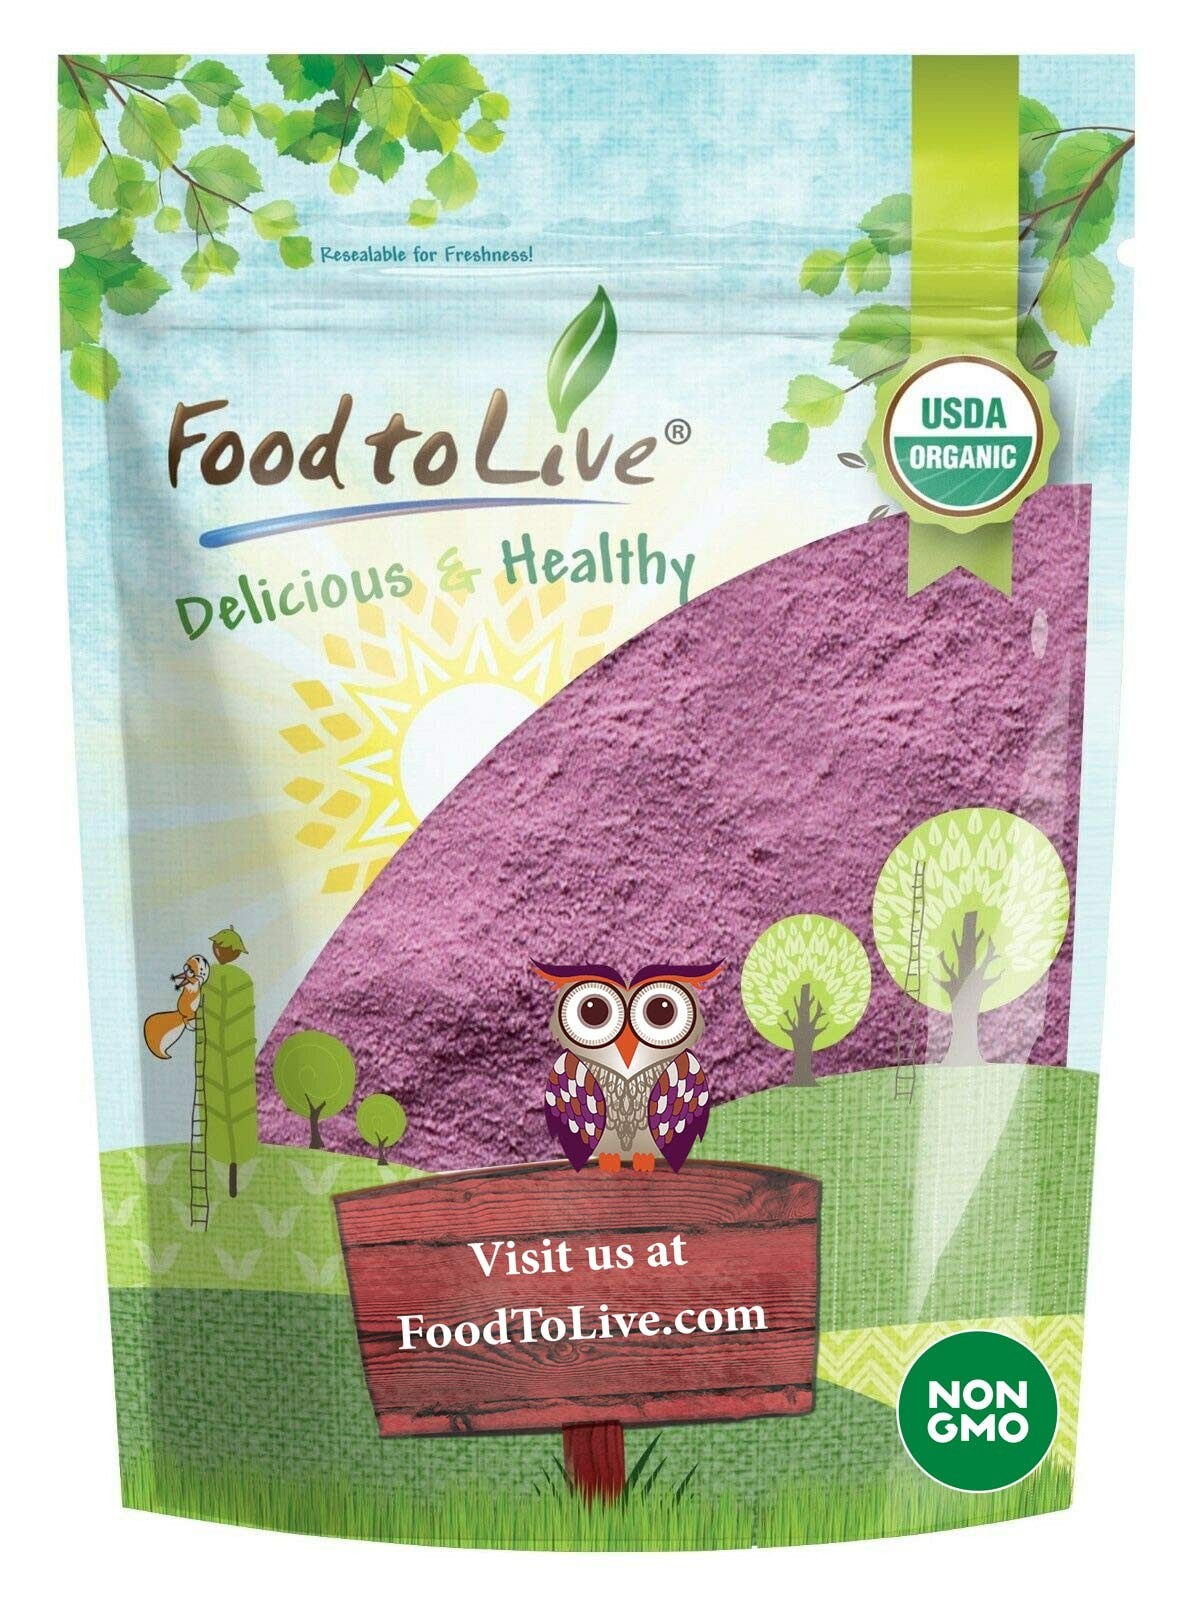 Resealable for Freshness!
Food to Live®
Delicious & Healthy
USDA
ORGANIC
Visit us at
FoodToLive.com
NON
GMO